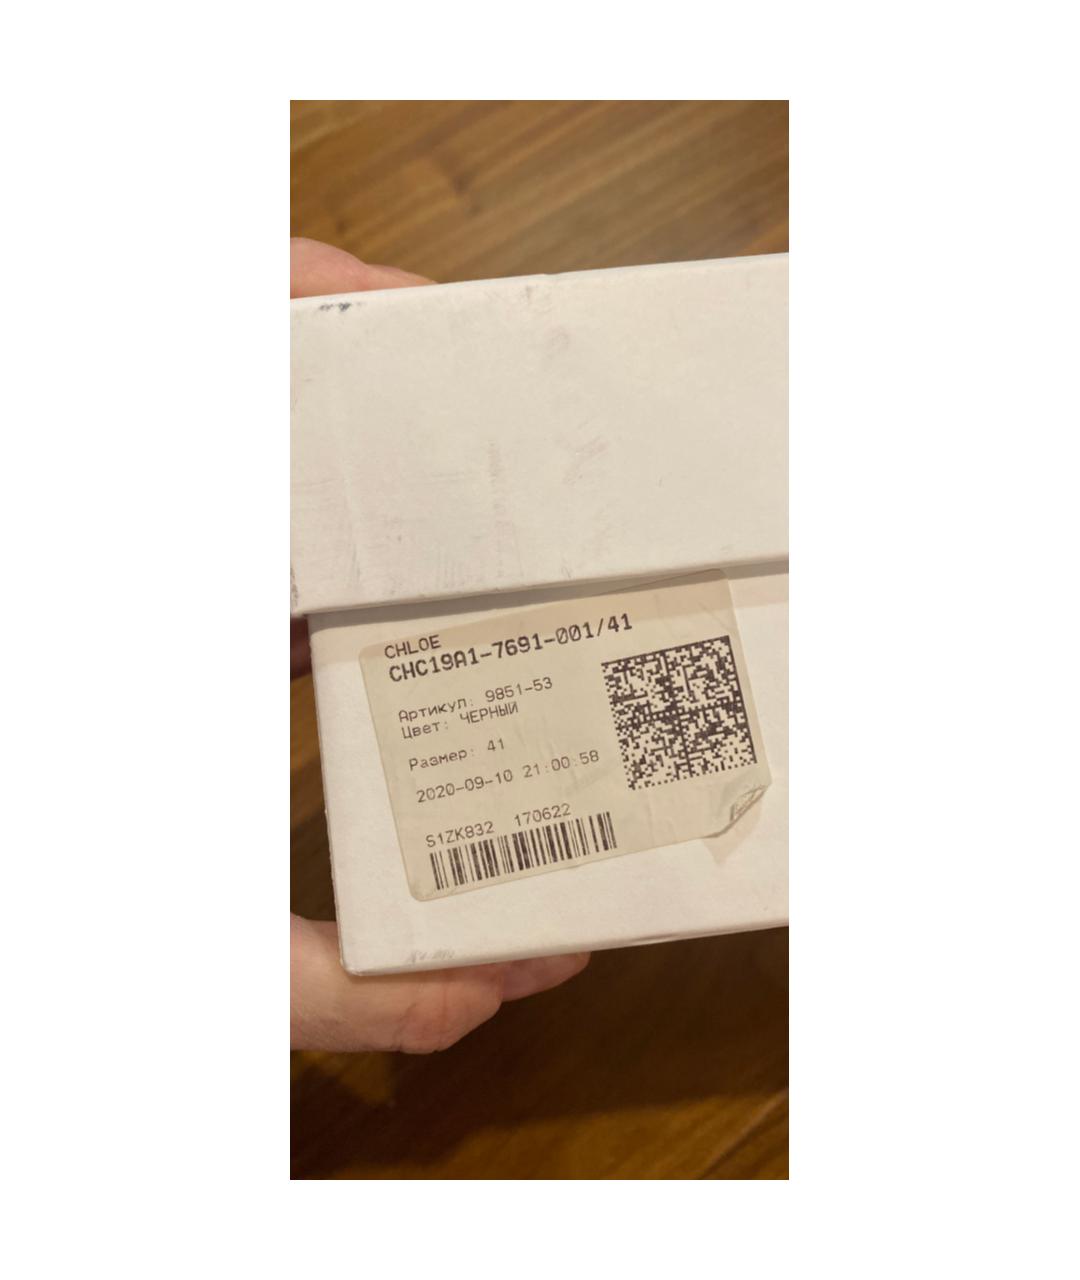 CHLOE
CHC19A1-7691-001/41
Артикул: 9851-53
Цвет: ЧЕРНЫЙ
Размер: 41
2020-09-10 21:00:58
S1ZK832 170622